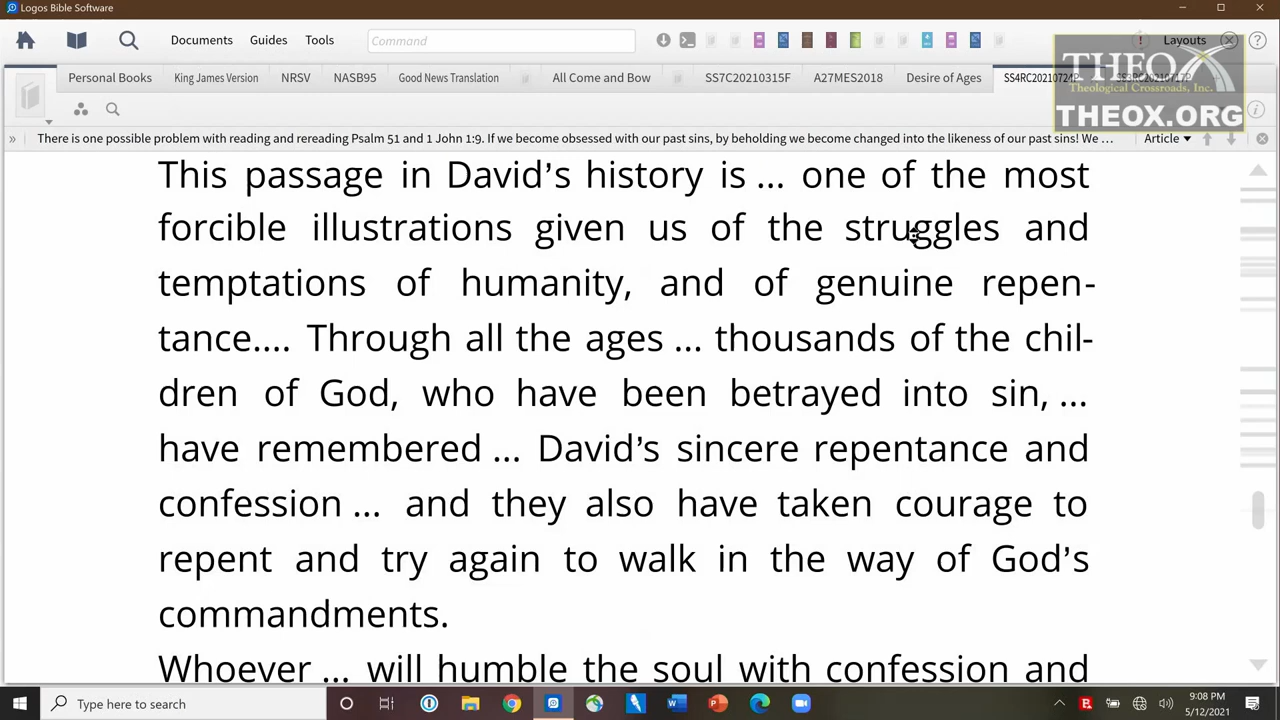 Logos Bible Software
Documents Guides Tools Command Layouts
Personal Books King James Version NRSV NASB95 Good News Translation All Come and Bow SS7C20210315F A27MES2018 Desire of Ages SS4RC20210724P
THEOX
Theological Crossroads, Inc.
THEOX.ORG
» There is one possible problem with reading and rereading Psalm 51 and 1 John 1:9. If we become obsessed with our past sins, by beholding we become changed into the likeness of our past sins! We ... Article
This passage in David's history is ... one of the most
forcible illustrations given us of the struggles and
temptations of humanity, and of genuine repen-
tance.... Through all the ages ... thousands of the chil-
dren of God, who have been betrayed into sin, ...
have remembered ... David's sincere repentance and
confession ... and they also have taken courage to
repent and try again to walk in the way of God's
commandments.
Whoever ... will humble the soul with confession and
Type here to search
9:08 PM
5/12/2021